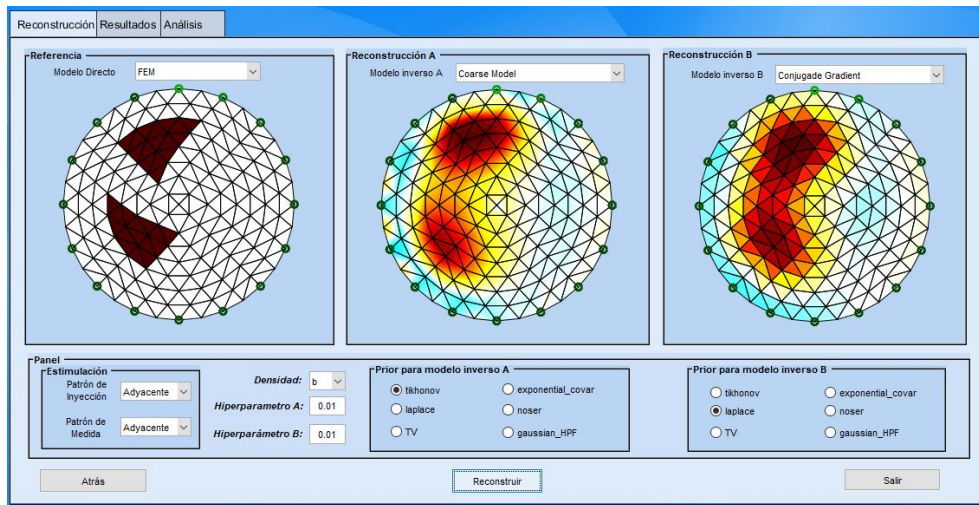 Reconstrucción Resultados Análisis
Referencia
Modelo Directo FEM
Reconstrucción A
Modelo inverso A Coarse Model
Reconstrucción B
Modelo inverso B Conjugade Gradient
Panel
Estimulación
Patrón de
Inyección
Adyacente
Patrón de
Medida
Adyacente
Densidad: b
Hiperparametro A: 0.01
Hiperparámetro B: 0.01
Prior para modelo inverso A
tikhonov exponential_covar
laplace noser
TV gaussian_HPF
Prior para modelo inverso B
tikhonov exponential_covar
laplace noser
TV gaussian_HPF
Atrás Reconstruir Salir